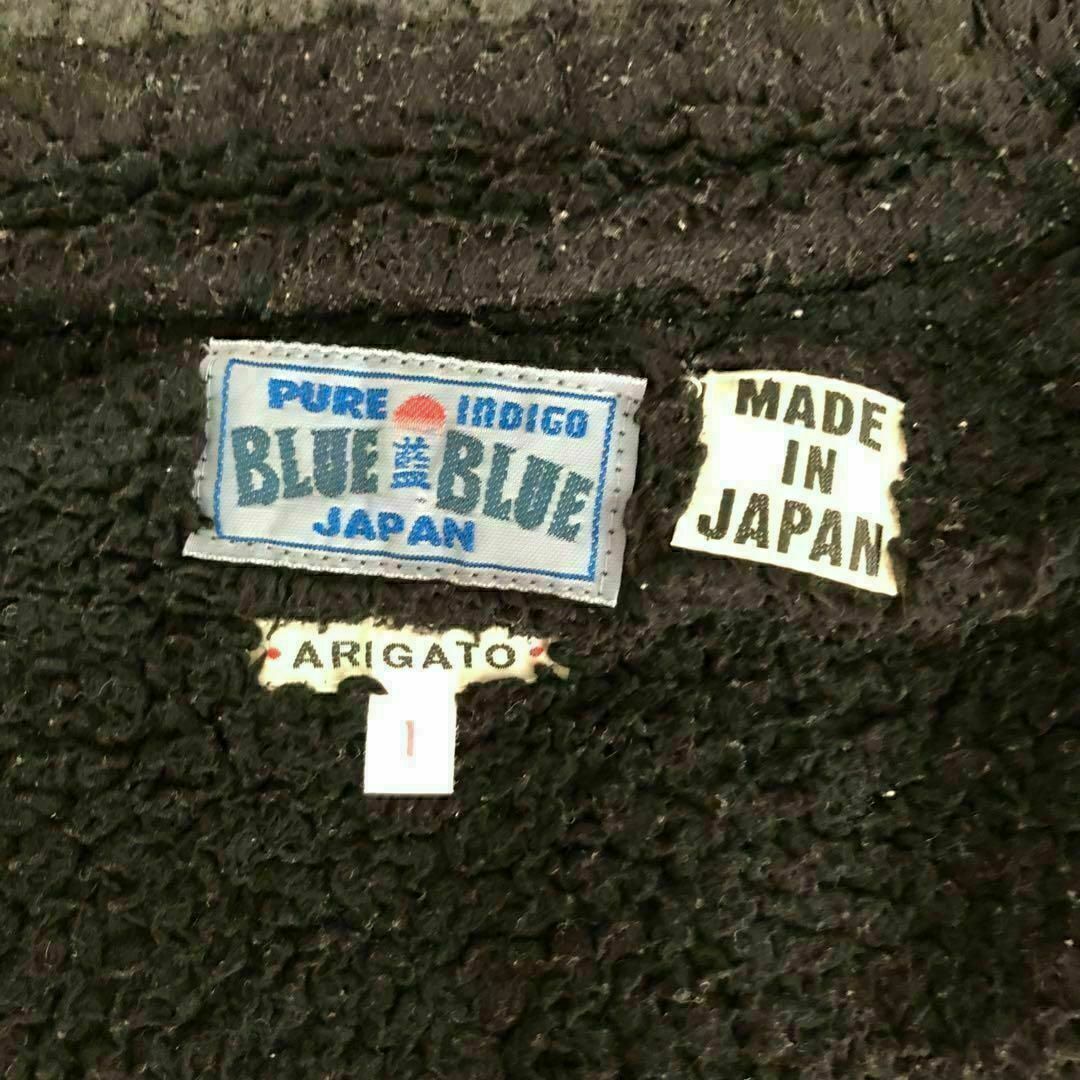 PURE INDIGO
BLUE 藍 BLUE
JAPAN
MADE
IN
JAPAN
ARIGATO
1